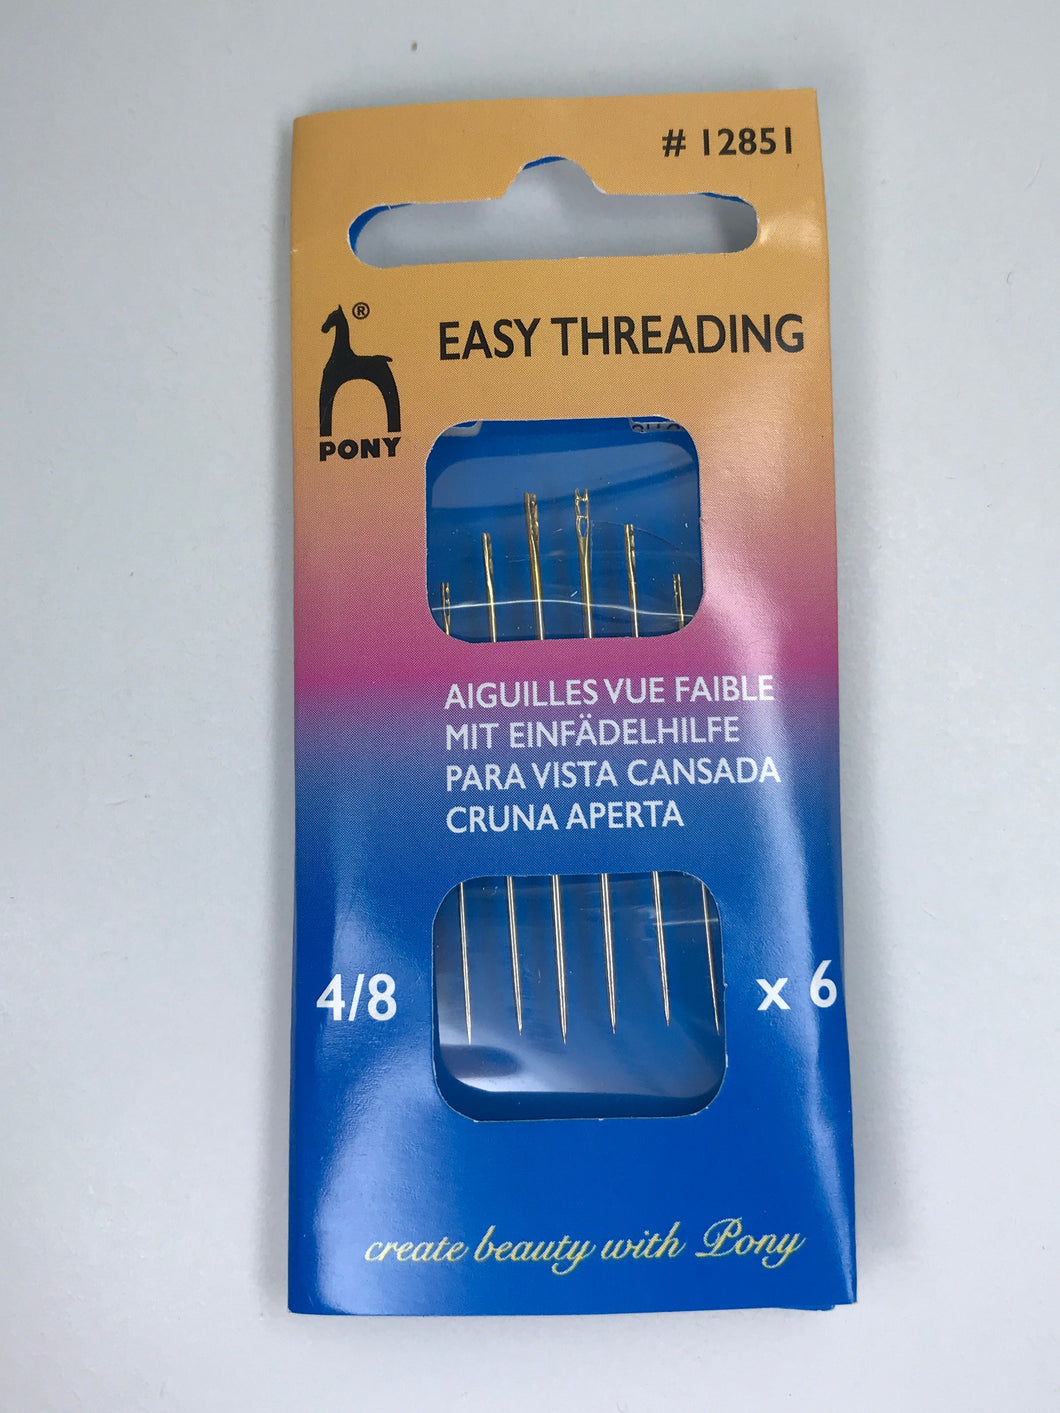 # 12851
®
EASY THREADING
PONY
AIGUILLES VUE FAIBLE
MIT EINFÄDELHILFE
PARA VISTA CANSADA
CRUNA APERTA
4/8
x 6
create beauty with Pony